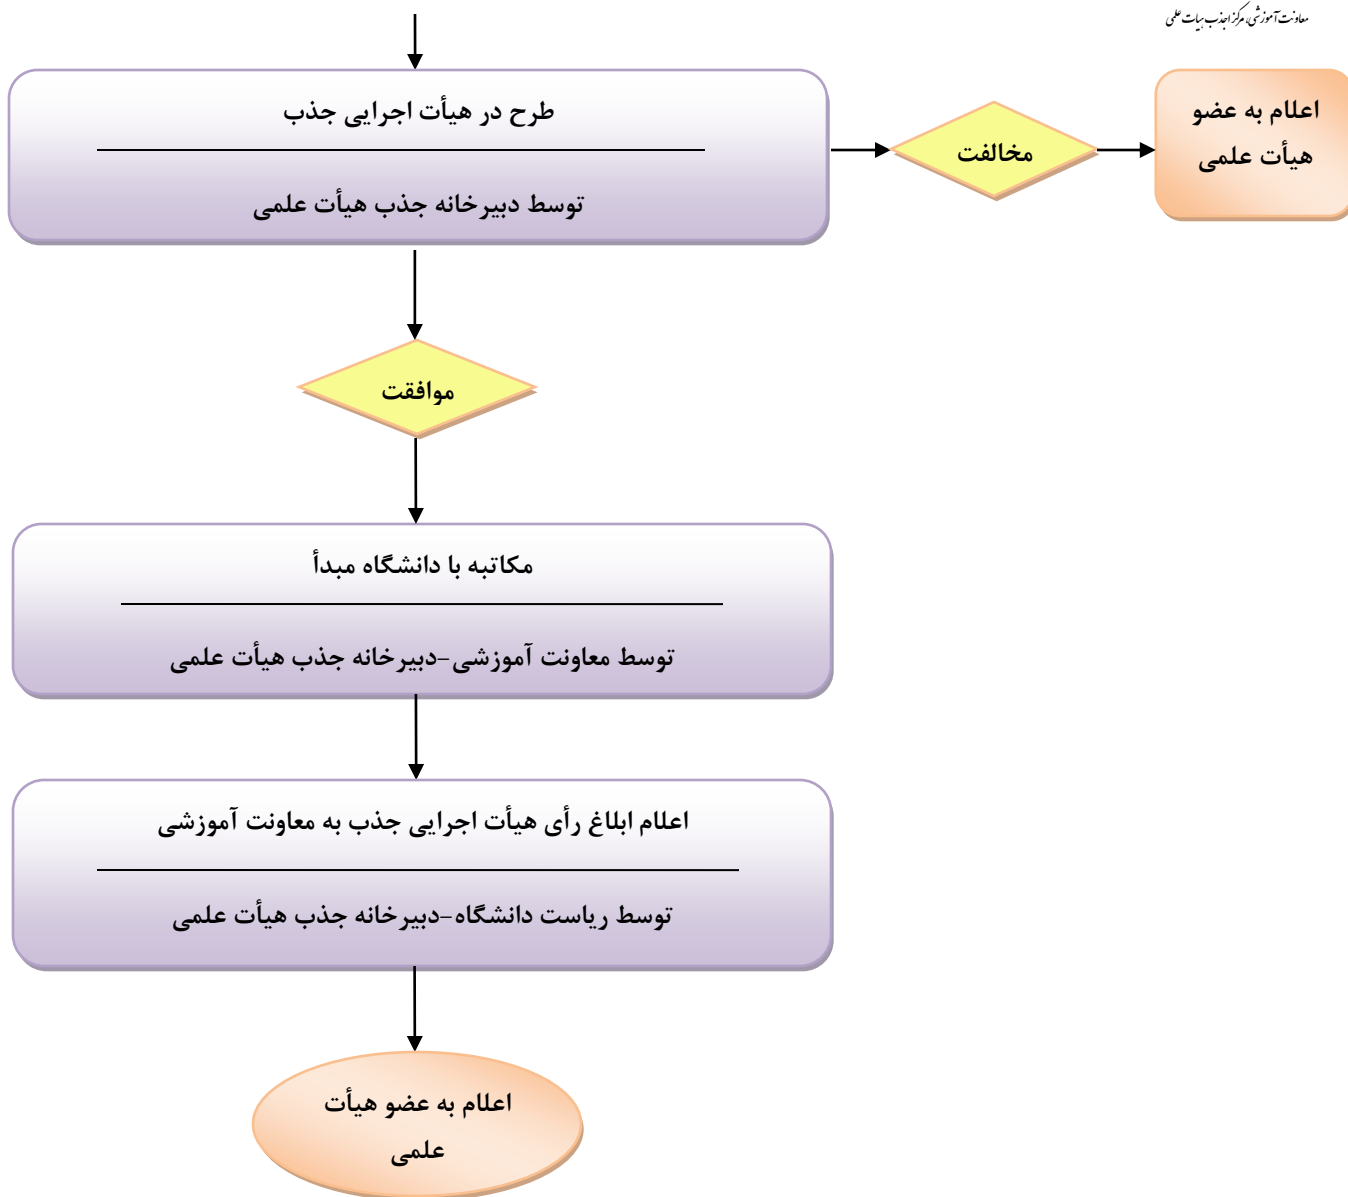 معاونت آموزشی، مرکز جذب هیات علمی
طرح در هیأت اجرایی جذب
توسط دبیرخانه جذب هیأت علمی
مخالفت
اعلام به عضو
هیأت علمی
موافقت
مکاتبه با دانشگاه مبدأ
توسط معاونت آموزشی-دبیرخانه جذب هیأت علمی
اعلام ابلاغ رأی هیأت اجرایی جذب به معاونت آموزشی
توسط ریاست دانشگاه-دبیرخانه جذب هیأت علمی
اعلام به عضو هیأت
علمی